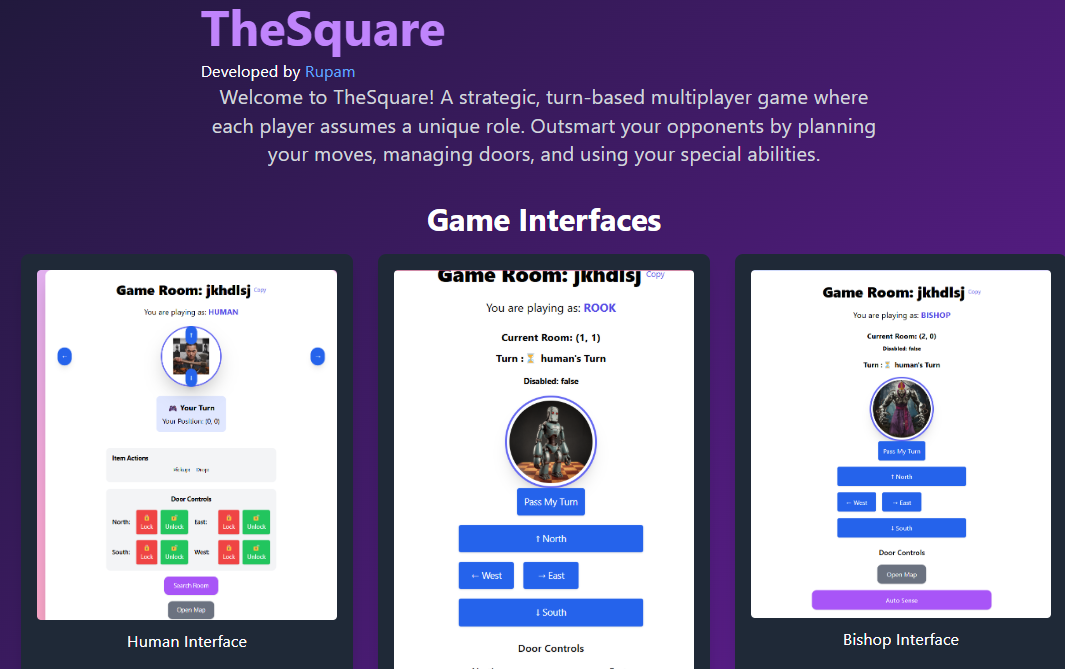 TheSquare
Developed by Rupam
Welcome to TheSquare! A strategic, turn-based multiplayer game where
each player assumes a unique role. Outsmart your opponents by planning
your moves, managing doors, and using your special abilities.
Game Interfaces
Game Room: jkhdlsj Copy
You are playing as: HUMAN
↑
←
→
↓
🎮 Your Turn
Your Position: (0, 0)
Item Actions
Pickup Drop
Door Controls
North: 🔒 Lock 🔓 Unlock East: 🔒 Lock 🔓 Unlock
South: 🔒 Lock 🔓 Unlock West: 🔒 Lock 🔓 Unlock
Search Room
Open Map
Human Interface
Game Room: jkhdlsj Copy
You are playing as: ROOK
Current Room: (1, 1)
Turn : ⏳ human's Turn
Disabled: false
Pass My Turn
↑ North
← West → East
↓ South
Door Controls
Game Room: jkhdlsj Copy
You are playing as: BISHOP
Current Room: (2, 0)
Disabled: false
Turn : ⏳ human's Turn
Pass My Turn
↑ North
← West → East
↓ South
Door Controls
Open Map
Auto Sense
Bishop Interface